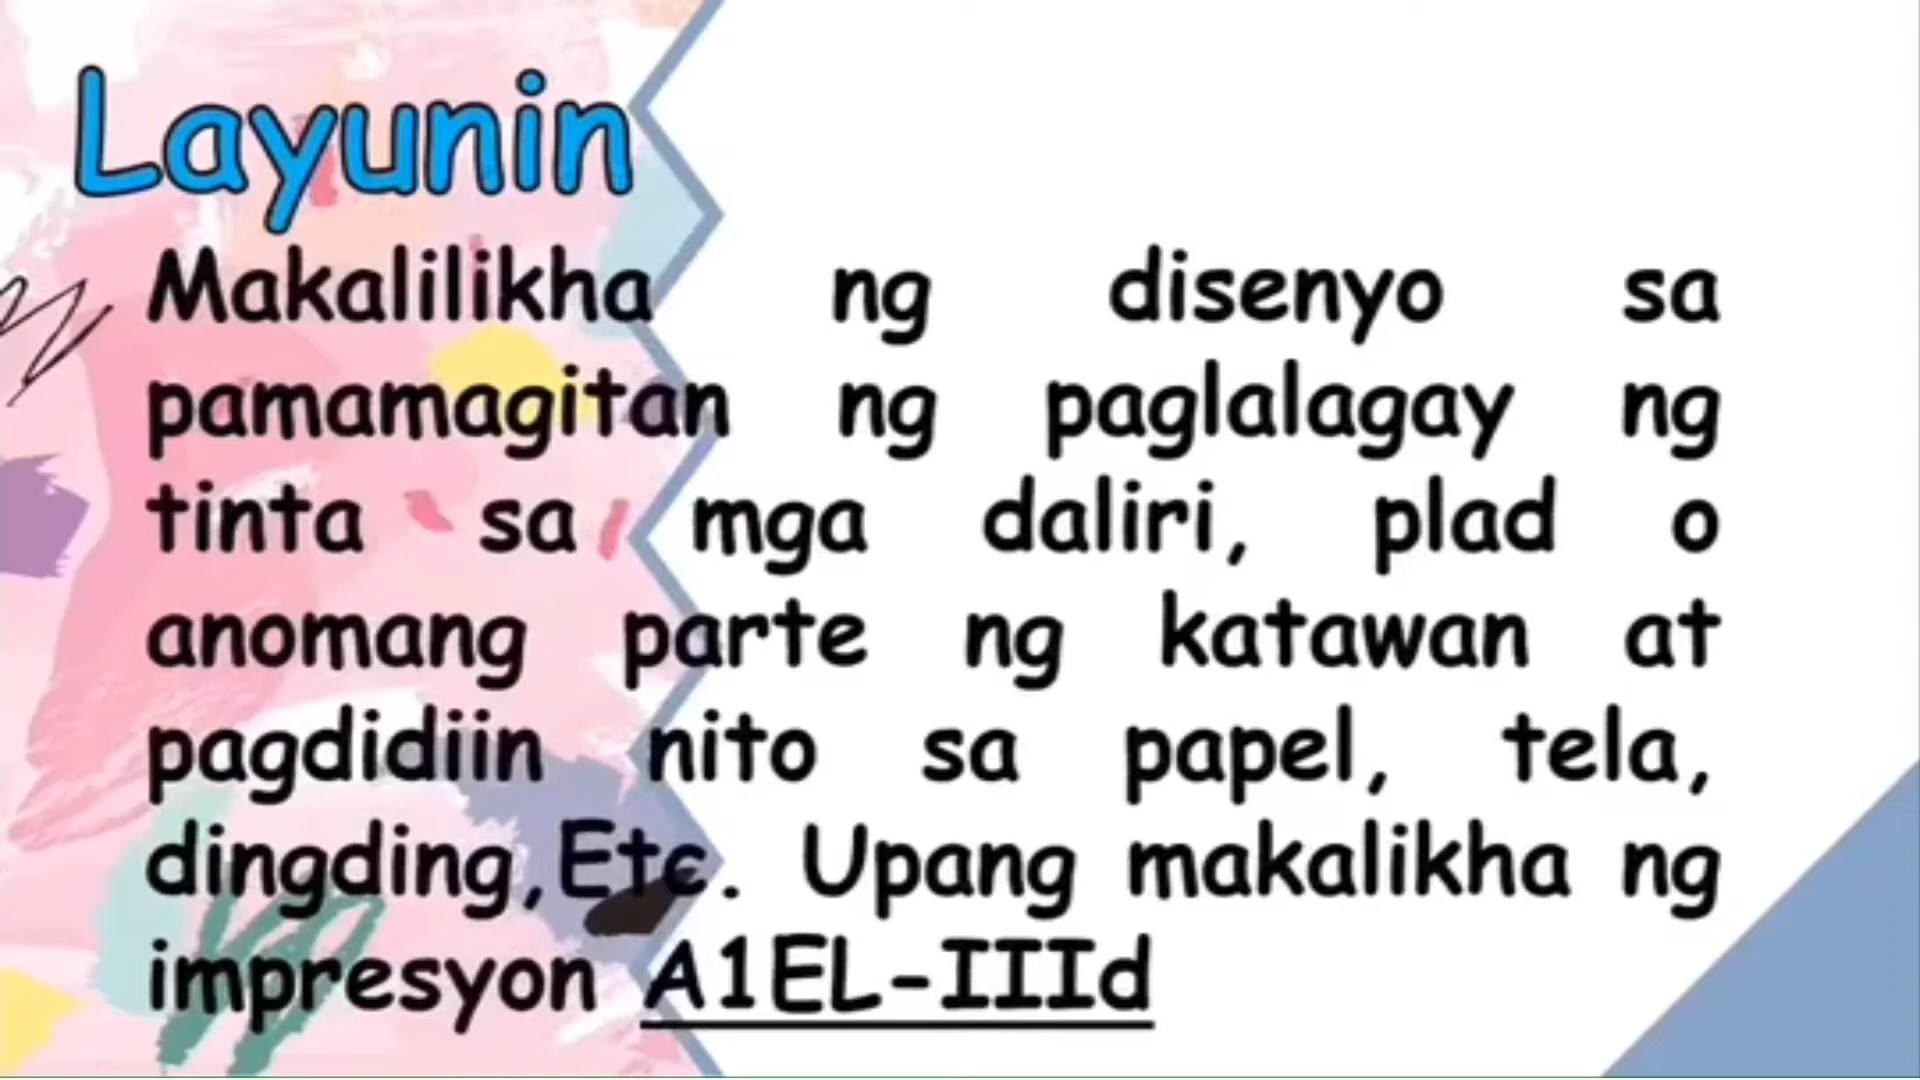 Layunin
Makalilikha ng disenyo sa
pamamagitan ng paglalagay ng
tinta sa mga daliri, plad o
anomang parte ng katawan at
pagdidiin nito sa papel, tela,
dingding,Etc. Upang makalikha ng
impresyon A1EL-IIId